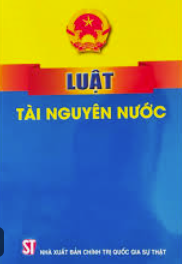 LUẬT
TÀI NGUYÊN NƯỚC
ST NHÀ XUẤT BẢN CHÍNH TRỊ QUỐC GIA SỰ THẬT